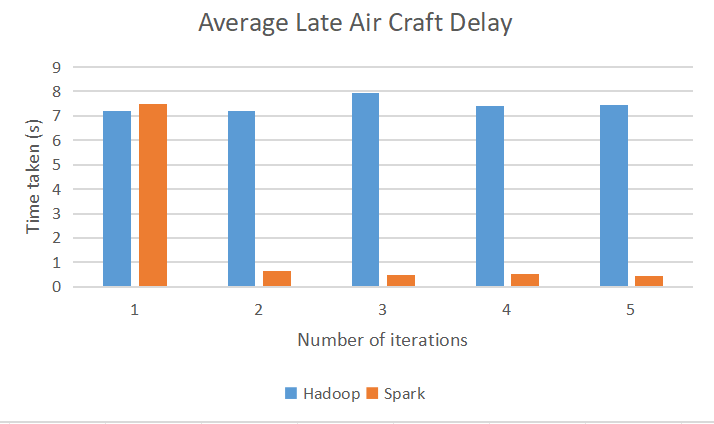 Average Late Air Craft Delay
Time taken (s)
9
8
7
6
5
4
3
2
1
0
1 2 3 4 5
Number of iterations
Hadoop Spark